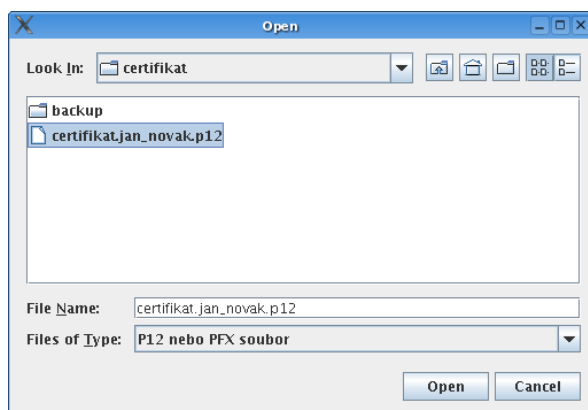 Open
Look In: certifikat
backup
certifikat.jan_novak.p12
File Name: certifikat.jan_novak.p12
Files of Type: P12 nebo PFX soubor
Open Cancel